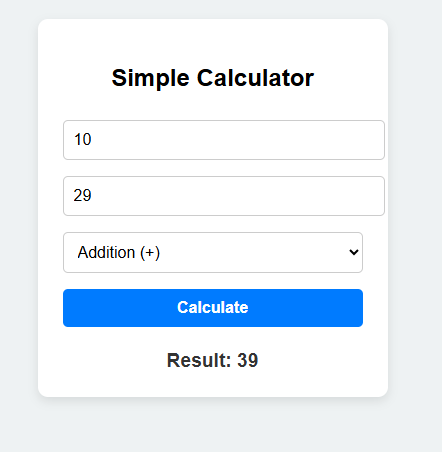 Simple Calculator
10
29
Addition (+)
Calculate
Result: 39